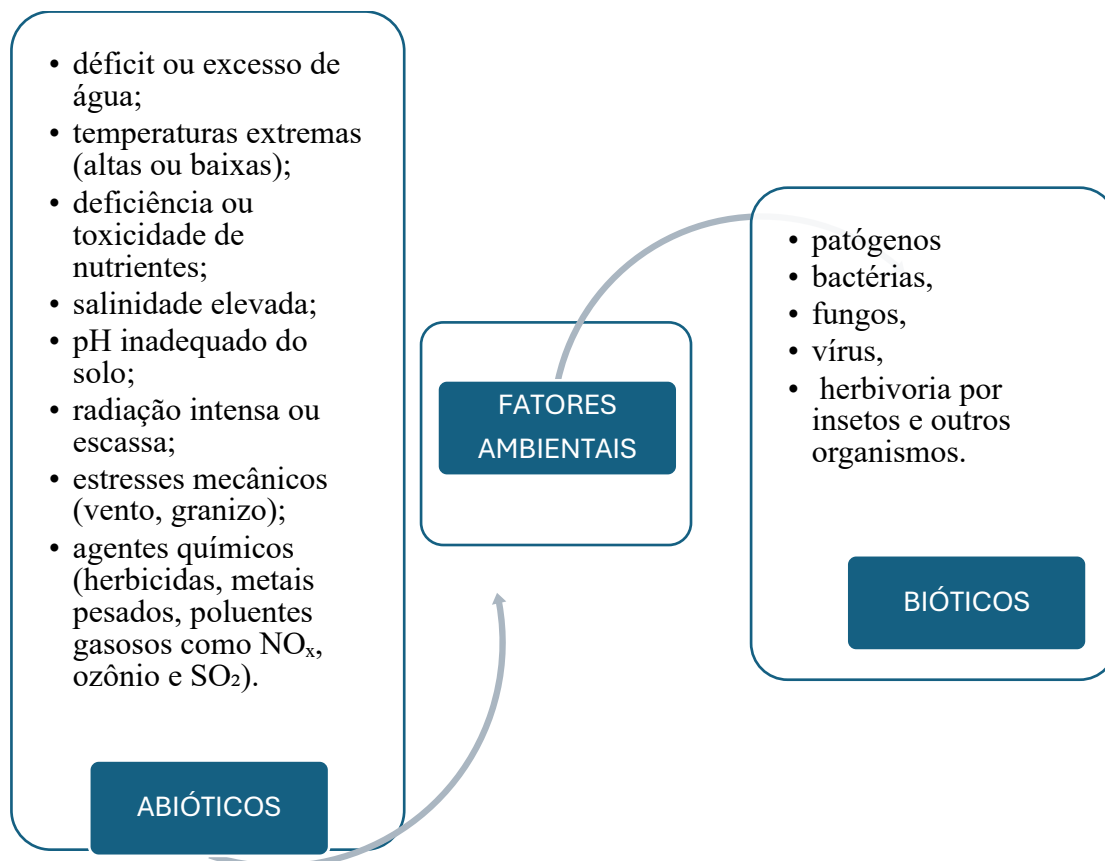 • déficit ou excesso de
água;
• temperaturas extremas
(altas ou baixas);
• deficiência ou
toxicidade de
nutrientes;
• salinidade elevada;
• pH inadequado do
solo;
• radiação intensa ou
escassa;
• estresses mecânicos
(vento, granizo);
• agentes químicos
(herbicidas, metais
pesados, poluentes
gasosos como NOₓ,
ozônio e SO₂).
ABIÓTICOS
FATORES
AMBIENTAIS
• patógenos
• bactérias,
• fungos,
• vírus,
• herbivoria por
insetos e outros
organismos.
BIÓTICOS